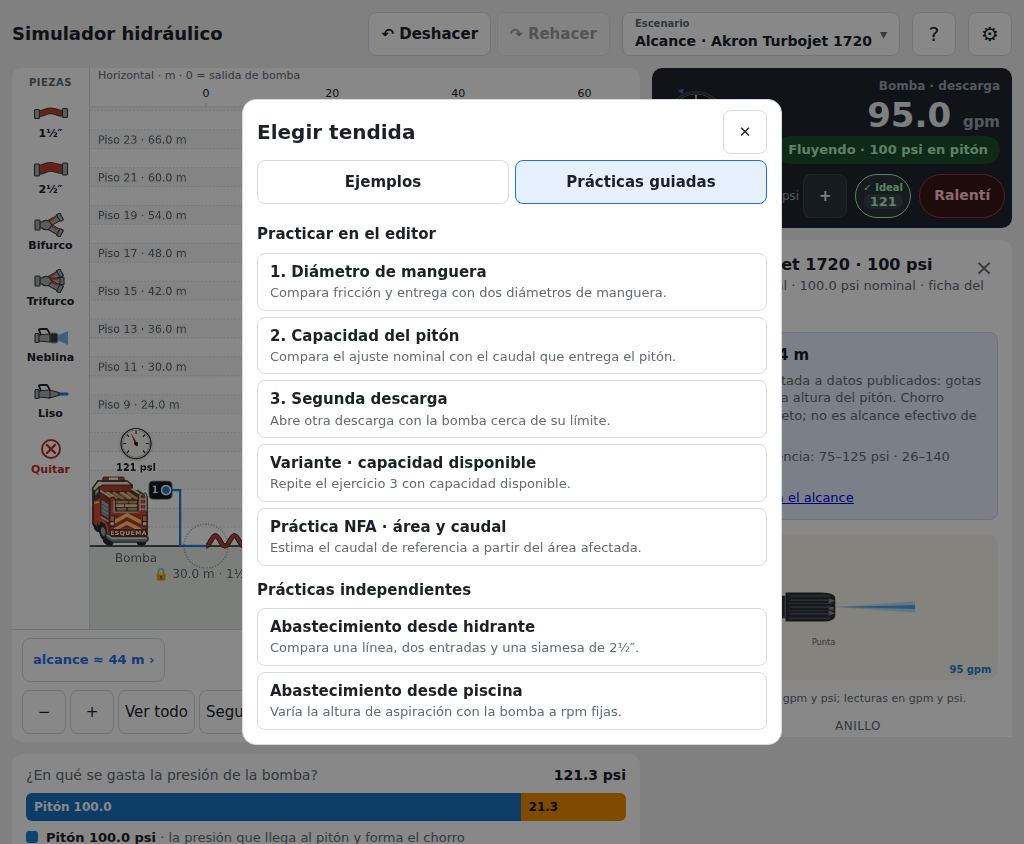 Simulador hidráulico
↶ Deshacer
↷ Rehacer
Escenario
Alcance · Akron Turbojet 1720
?
PIEZAS
1½″
2½″
Bifurco
Trifurco
Neblina
Liso
Quitar
Horizontal · m · 0 = salida de bomba
0 20 40 60
Piso 23 · 66.0 m
Piso 21 · 60.0 m
Piso 19 · 54.0 m
Piso 17 · 48.0 m
Piso 15 · 42.0 m
Piso 13 · 36.0 m
Piso 11 · 30.0 m
Piso 9 · 24.0 m
121 psi
1
ESQUEMA
Bomba
30.0 m · 1½
alcance ≈ 44 m ›
−
+
Ver todo
Segu
Elegir tendida
×
Ejemplos
Prácticas guiadas
Practicar en el editor
1. Diámetro de manguera
Compara fricción y entrega con dos diámetros de manguera.
2. Capacidad del pitón
Compara el ajuste nominal con el caudal que entrega el pitón.
3. Segunda descarga
Abre otra descarga con la bomba cerca de su límite.
Variante · capacidad disponible
Repite el ejercicio 3 con capacidad disponible.
Práctica NFA · área y caudal
Estima el caudal de referencia a partir del área afectada.
Prácticas independientes
Abastecimiento desde hidrante
Compara una línea, dos entradas y una siamesa de 2½″.
Abastecimiento desde piscina
Varía la altura de aspiración con la bomba a rpm fijas.
Bomba · descarga
95.0 gpm
Fluyendo · 100 psi en pitón
psi
+
✓ Ideal
121
Ralentí
et 1720 · 100 psi
l · 100.0 psi nominal · ficha del
4 m
tada a datos publicados: gotas
a altura del pitón. Chorro
eto; no es alcance efectivo de
encia: 75–125 psi · 26–140
el alcance
Punta
95 gpm
gpm y psi; lecturas en gpm y psi.
ANILLO
¿En qué se gasta la presión de la bomba?
121.3 psi
Pitón 100.0
21.3
Pitón 100.0 psi · la presión que llega al pitón y forma el chorro